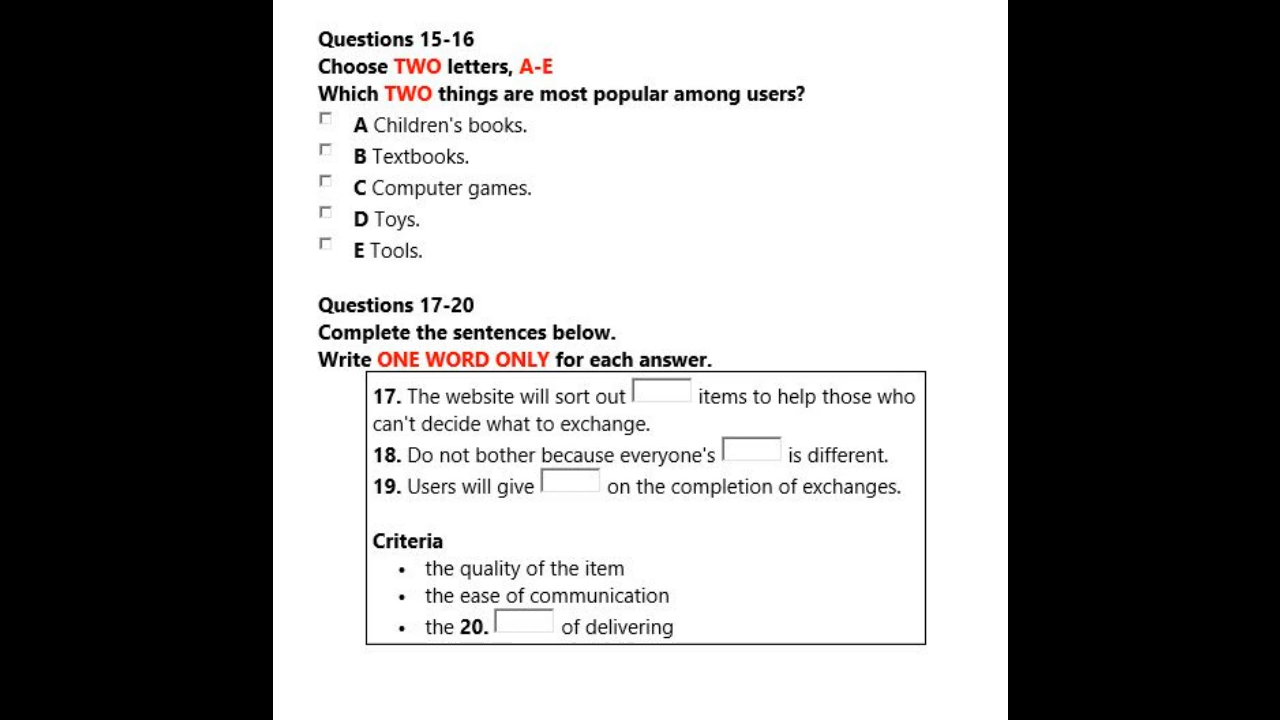 Questions 15-16
Choose TWO letters, A-E
Which TWO things are most popular among users?
A Children's books.
B Textbooks.
C Computer games.
D Toys.
E Tools.
Questions 17-20
Complete the sentences below.
Write ONE WORD ONLY for each answer.
17. The website will sort out items to help those who
can't decide what to exchange.
18. Do not bother because everyone's is different.
19. Users will give on the completion of exchanges.
Criteria
• the quality of the item
• the ease of communication
• the 20. of delivering